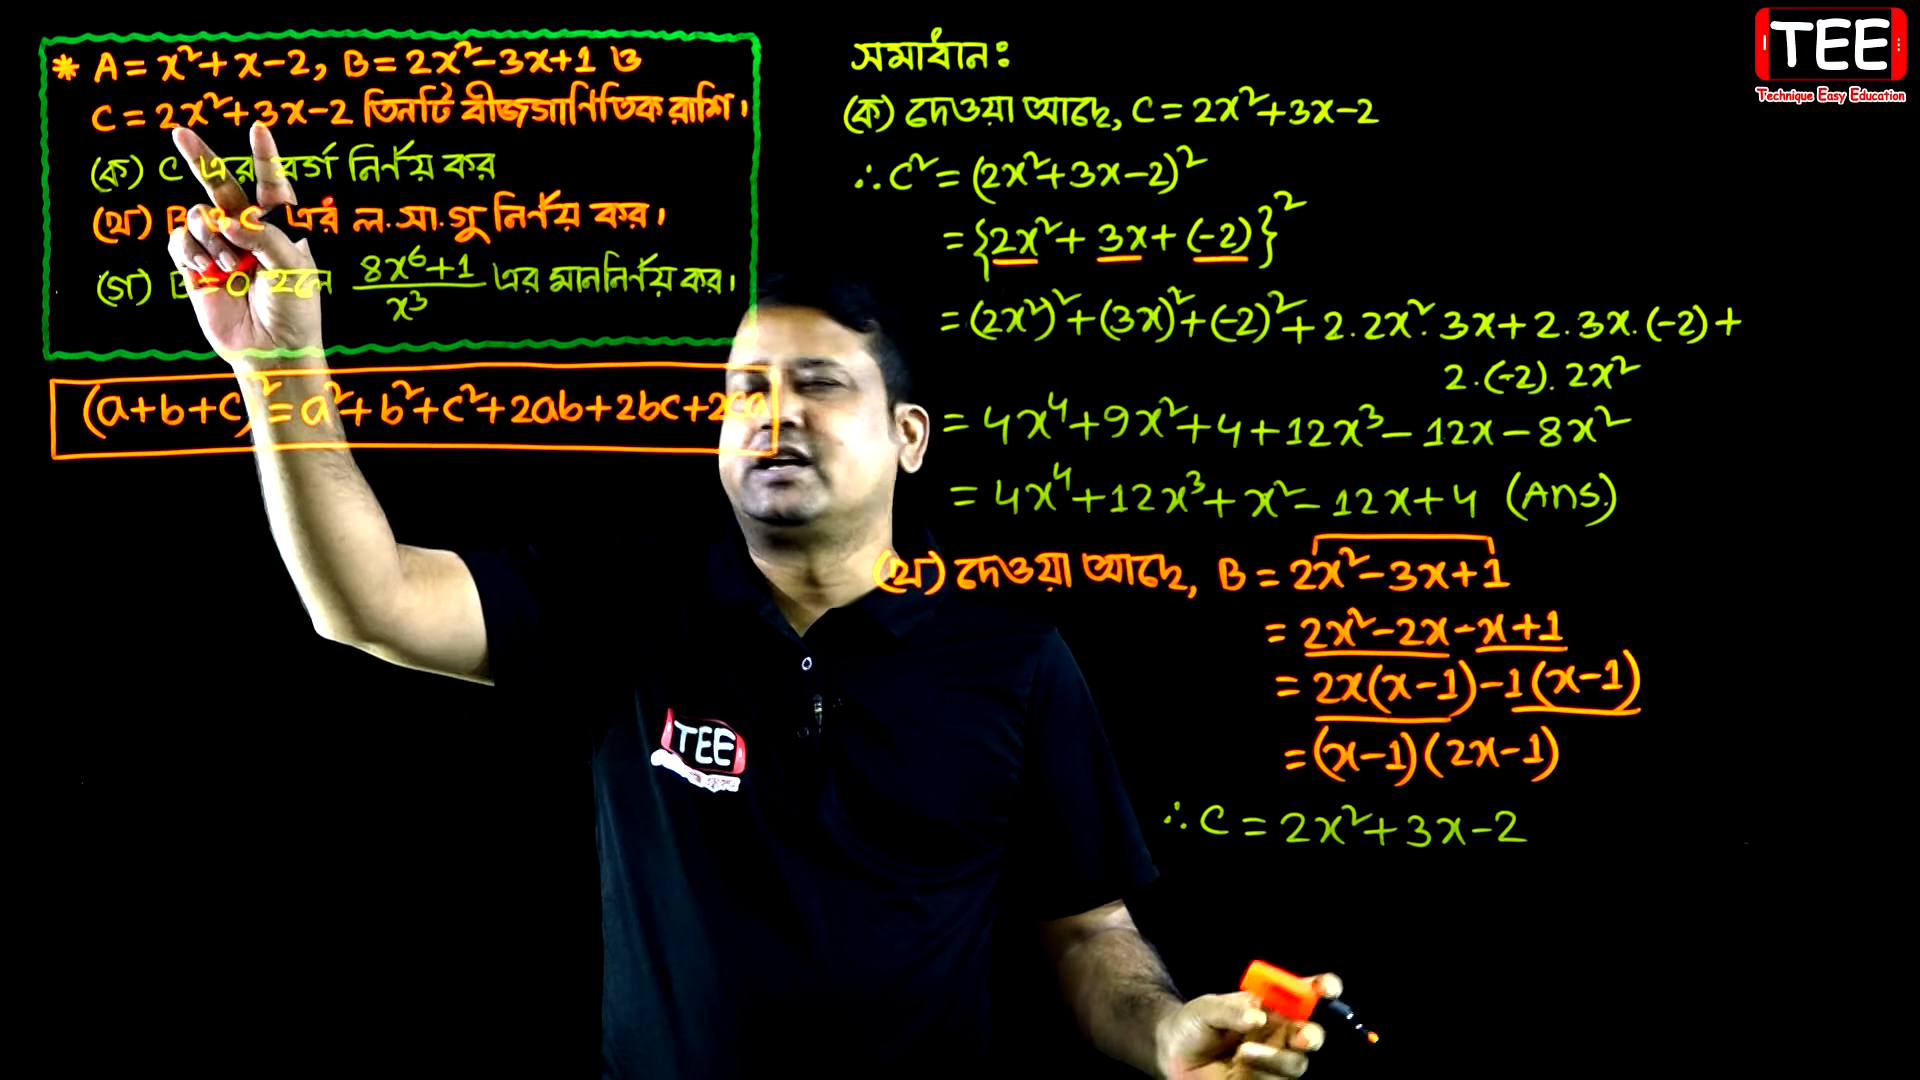 * A = x²+x-2, B = 2x²-3x+1 ও
C = 2x²+3x-2 তিনটি বীজগাণিতিক রাশি।
(ক) C এর বর্গ নির্ণয় কর
(খ) B ও C এর ল.সা.গু নির্ণয় কর।
(গ) B=0 হলে (8x⁶+1)/x³ এর মান নির্ণয় কর।
(a+b+c)² = a²+b²+c²+2ab+2bc+2ca
সমাধান:
(ক) দেওয়া আছে, C = 2x²+3x-2
∴ C² = (2x²+3x-2)²
= {2x²+3x+(-2)}²
= (2x²)²+(3x)²+(-2)²+2.2x².3x+2.3x.(-2)+
2.(-2).2x²
= 4x⁴+9x²+4+12x³-12x-8x²
= 4x⁴+12x³+x²-12x+4 (Ans.)
(খ) দেওয়া আছে, B = 2x²-3x+1
= 2x²-2x-x+1
= 2x(x-1)-1(x-1)
= (x-1)(2x-1)
∴ C = 2x²+3x-2
TEE
Technique Easy Education
TEE